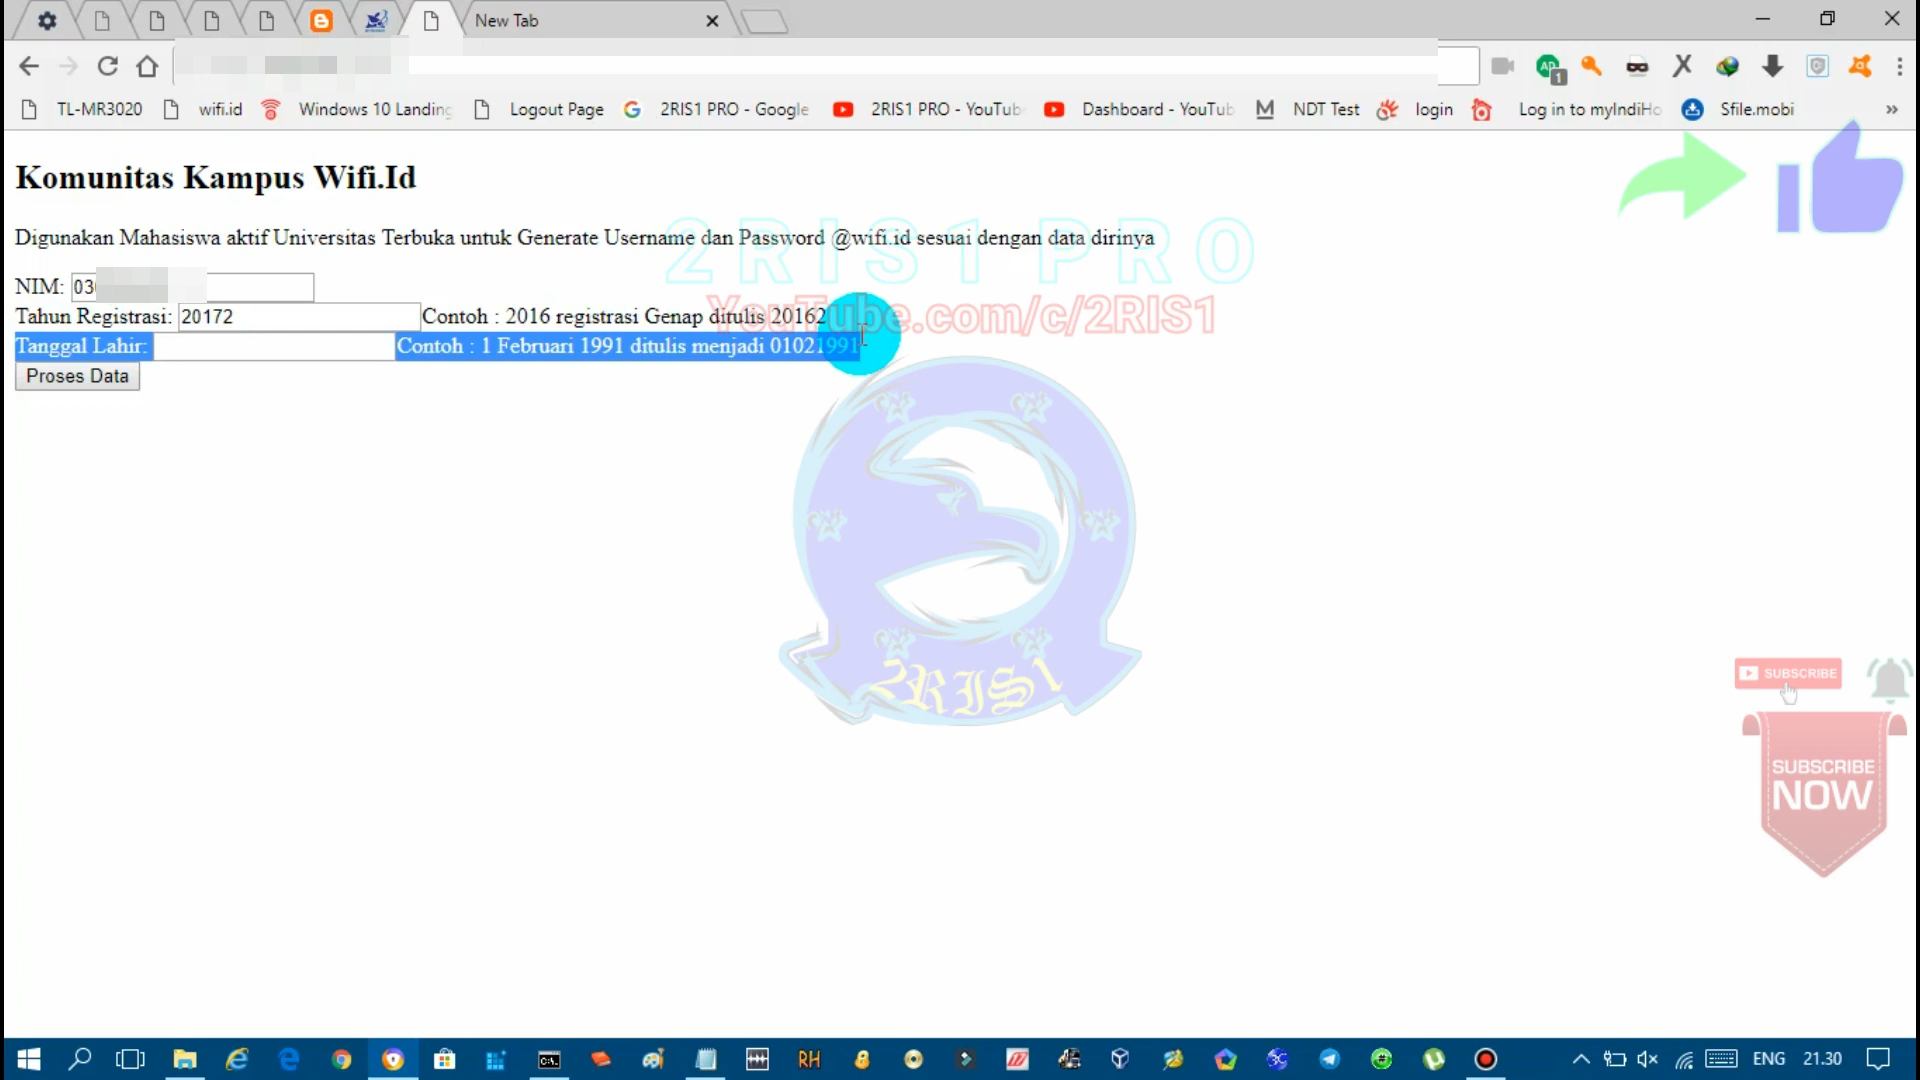 New Tab
1
TL-MR3020 wifi.id Windows 10 Landing Logout Page 2RIS1 PRO - Google 2RIS1 PRO - YouTub Dashboard - YouTub NDT Test login Log in to myIndiHo Sfile.mobi »
Komunitas Kampus Wifi.Id
2RIS1 PRO
Digunakan Mahasiswa aktif Universitas Terbuka untuk Generate Username dan Password @wifi.id sesuai dengan data dirinya
NIM: 03
YouTube.com/c/2RIS1
Tahun Registrasi: 20172 Contoh : 2016 registrasi Genap ditulis 20162
Tanggal Lahir: Contoh : 1 Februari 1991 ditulis menjadi 01021991
Proses Data
2RIS1
SUBSCRIBE
SUBSCRIBE
NOW
RH
ENG 21.30